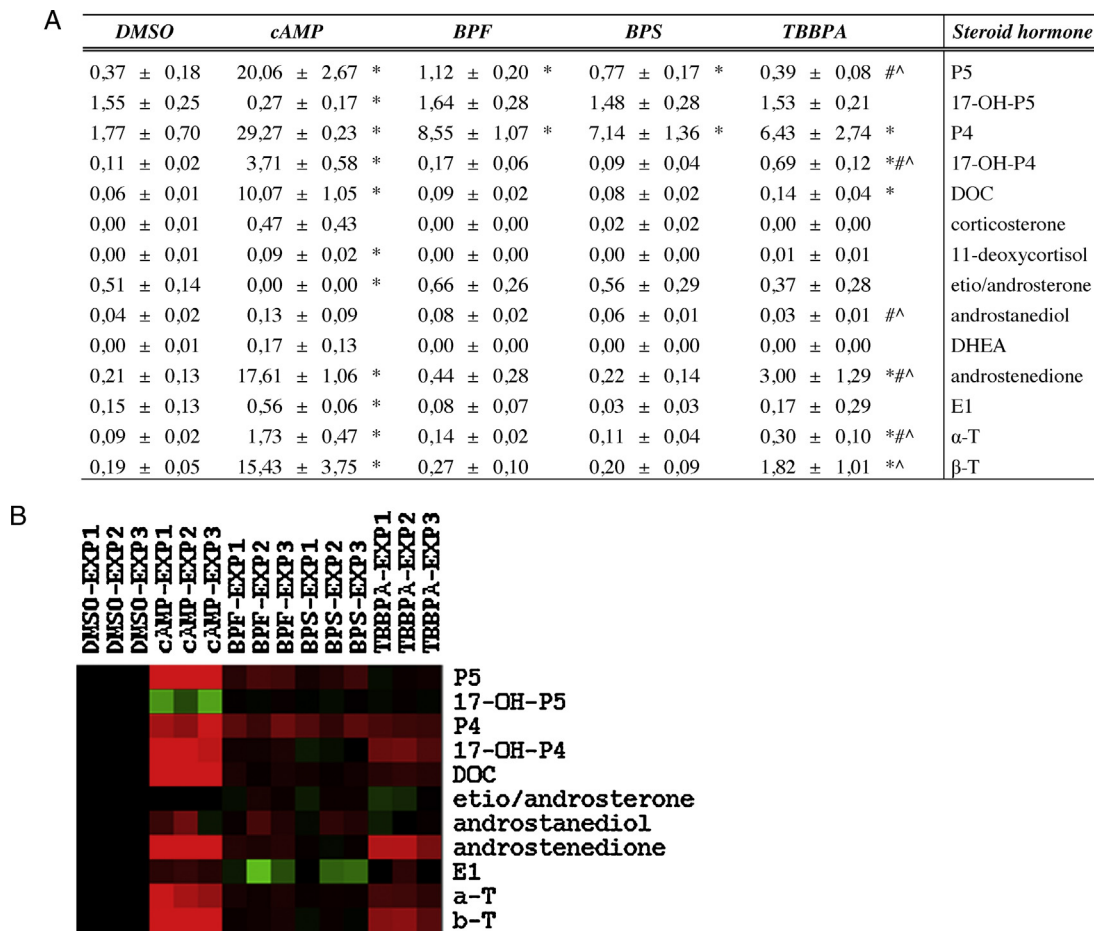 A
DMSO cAMP BPF BPS TBBPA Steroid hormone
0,37 ± 0,18 20,06 ± 2,67 * 1,12 ± 0,20 * 0,77 ± 0,17 * 0,39 ± 0,08 #^ P5
1,55 ± 0,25 0,27 ± 0,17 * 1,64 ± 0,28 1,48 ± 0,28 1,53 ± 0,21 17-OH-P5
1,77 ± 0,70 29,27 ± 0,23 * 8,55 ± 1,07 * 7,14 ± 1,36 * 6,43 ± 2,74 * P4
0,11 ± 0,02 3,71 ± 0,58 * 0,17 ± 0,06 0,09 ± 0,04 0,69 ± 0,12 *#^ 17-OH-P4
0,06 ± 0,01 10,07 ± 1,05 * 0,09 ± 0,02 0,08 ± 0,02 0,14 ± 0,04 * DOC
0,00 ± 0,01 0,47 ± 0,43 0,00 ± 0,00 0,02 ± 0,02 0,00 ± 0,00 corticosterone
0,00 ± 0,01 0,09 ± 0,02 * 0,00 ± 0,00 0,00 ± 0,00 0,01 ± 0,01 11-deoxycortisol
0,51 ± 0,14 0,00 ± 0,00 * 0,66 ± 0,26 0,56 ± 0,29 0,37 ± 0,28 etio/androsterone
0,04 ± 0,02 0,13 ± 0,09 0,08 ± 0,02 0,06 ± 0,01 0,03 ± 0,01 #^ androstanediol
0,00 ± 0,01 0,17 ± 0,13 0,00 ± 0,00 0,00 ± 0,00 0,00 ± 0,00 DHEA
0,21 ± 0,13 17,61 ± 1,06 * 0,44 ± 0,28 0,22 ± 0,14 3,00 ± 1,29 *#^ androstenedione
0,15 ± 0,13 0,56 ± 0,06 * 0,08 ± 0,07 0,03 ± 0,03 0,17 ± 0,29 E1
0,09 ± 0,02 1,73 ± 0,47 * 0,14 ± 0,02 0,11 ± 0,04 0,30 ± 0,10 *#^ α-T
0,19 ± 0,05 15,43 ± 3,75 * 0,27 ± 0,10 0,20 ± 0,09 1,82 ± 1,01 *^ β-T
B
DMSO-EXP1
DMSO-EXP2
DMSO-EXP3
cAMP-EXP1
cAMP-EXP2
cAMP-EXP3
BPF-EXP1
BPF-EXP2
BPF-EXP3
BPS-EXP1
BPS-EXP2
BPS-EXP3
TBBPA-EXP1
TBBPA-EXP2
TBBPA-EXP3
P5
17-OH-P5
P4
17-OH-P4
DOC
etio/androsterone
androstanediol
androstenedione
E1
a-T
b-T